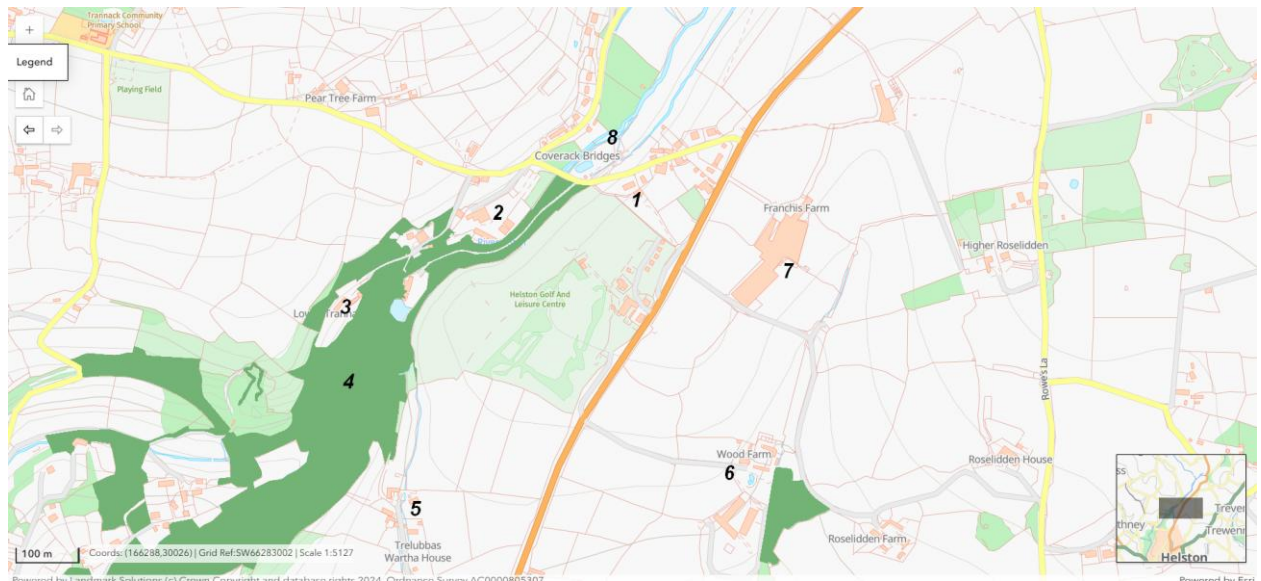 Trannack Community
Primary School
+
Legend
Playing Field
Pear Tree Farm
8
Coverack Bridges
1
2
River
Franchis Farm
7
Higher Roselidden
3
Helston Golf And
Leisure Centre
4
Rowe's La
Wood Farm
6
Roselidden House
5
Trelubbas
Wartha House
Roselidden Farm
Helston
100 m
Coords: (166288,30026) | Grid Ref:SW66283002 | Scale 1:5127
Powered by Landmark Solutions (c) Crown Copyright and database rights 2024. Ordnance Survey AC0000805307
Powered by Esri